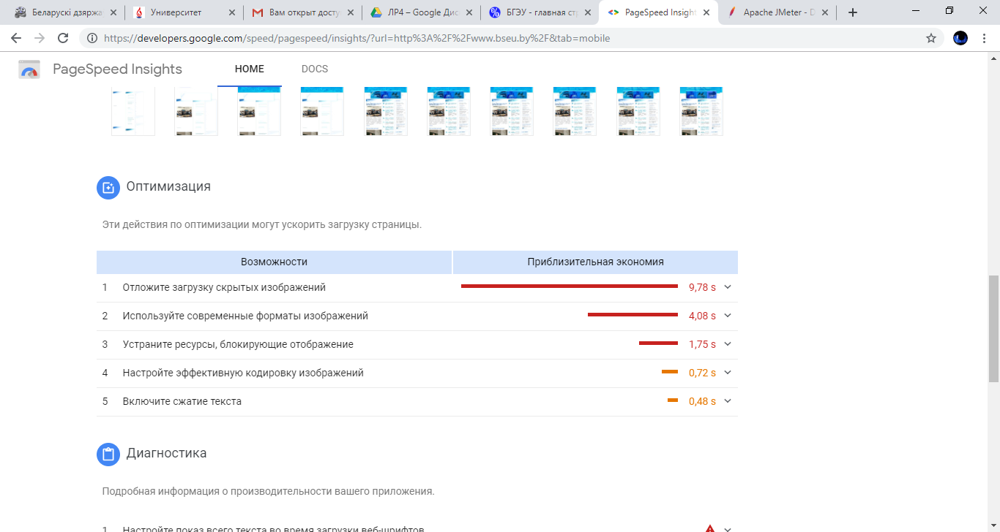 Беларускі дзяржа
Университет
Вам открыт досту
ЛР4 – Google Дис
БГЭУ - главная стр
PageSpeed Insight
Apache JMeter - D
https://developers.google.com/speed/pagespeed/insights/?url=http%3A%2F%2Fwww.bseu.by%2F&tab=mobile
PageSpeed Insights
HOME
DOCS
Оптимизация
Эти действия по оптимизации могут ускорить загрузку страницы.
Возможности
Приблизительная экономия
1 Отложите загрузку скрытых изображений 9,78 s
2 Используйте современные форматы изображений 4,08 s
3 Устраните ресурсы, блокирующие отображение 1,75 s
4 Настройте эффективную кодировку изображений 0,72 s
5 Включите сжатие текста 0,48 s
Диагностика
Подробная информация о производительности вашего приложения.
1 Настройте показ всего текста во время загрузки веб-шрифтов